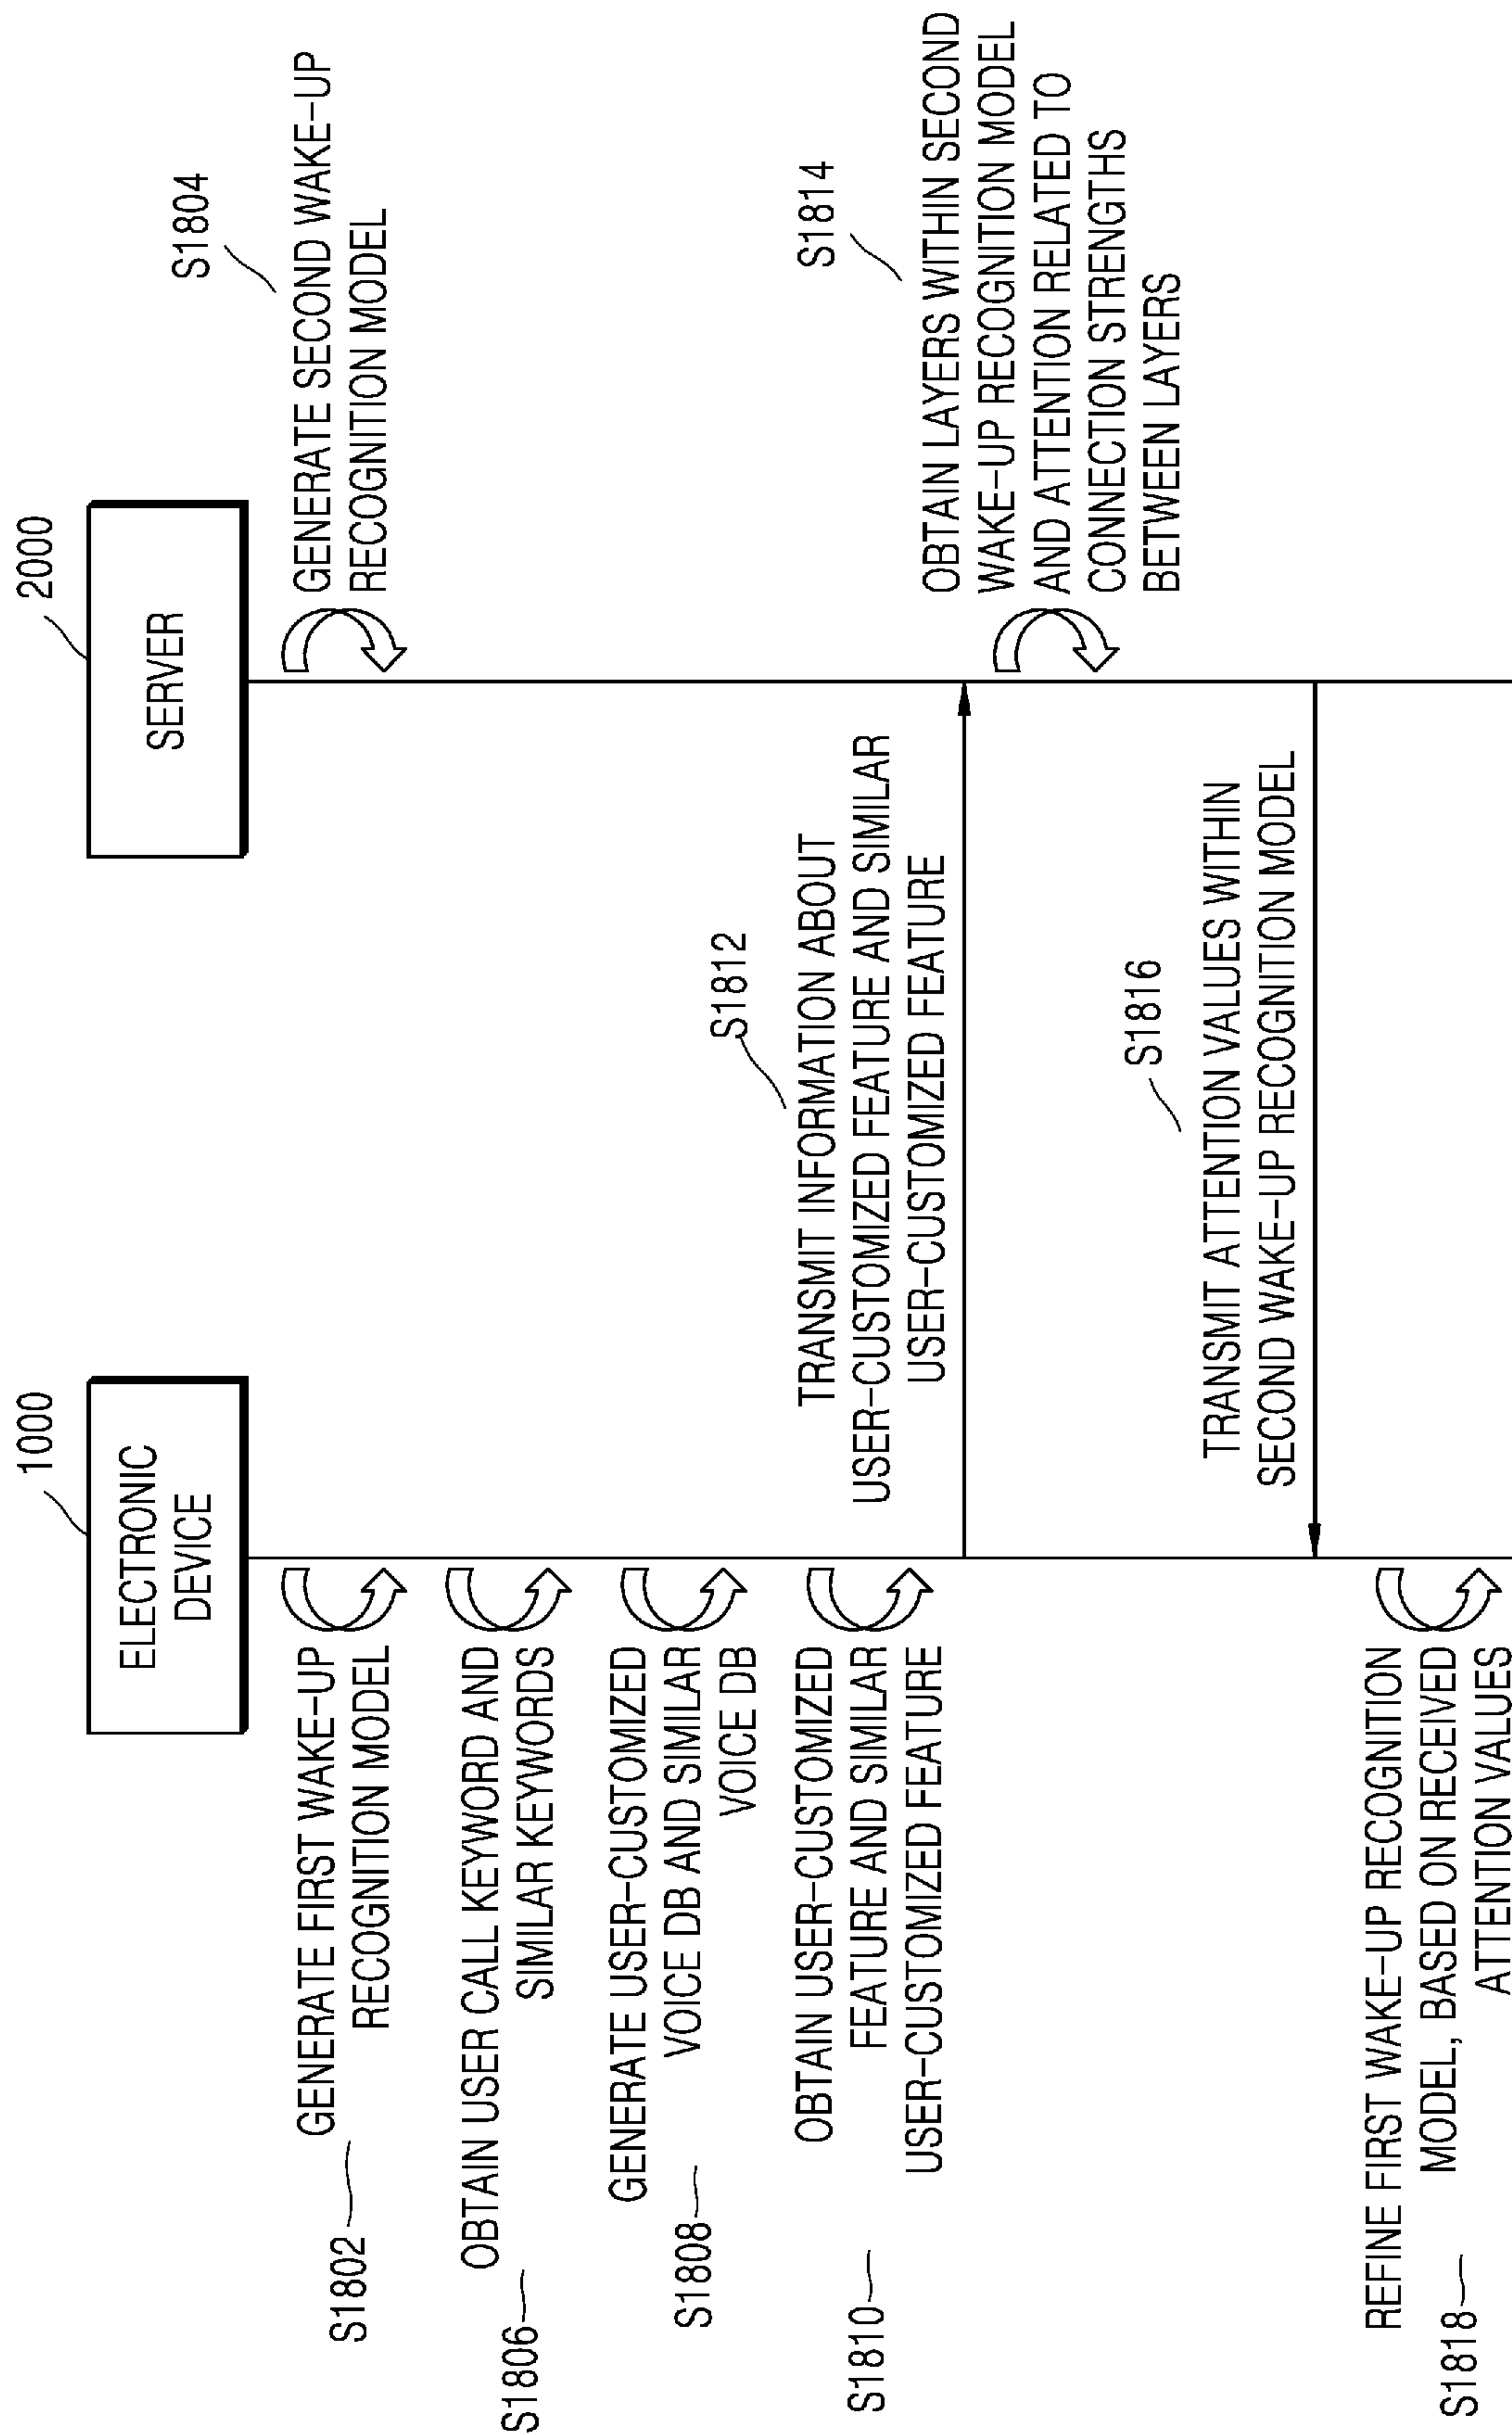 1000
ELECTRONIC
DEVICE
2000
SERVER
S1802
GENERATE FIRST WAKE-UP
RECOGNITION MODEL
S1804
GENERATE SECOND WAKE-UP
RECOGNITION MODEL
S1806
OBTAIN USER CALL KEYWORD AND
SIMILAR KEYWORDS
S1808
GENERATE USER-CUSTOMIZED
VOICE DB AND SIMILAR
VOICE DB
S1810
OBTAIN USER-CUSTOMIZED
FEATURE AND SIMILAR
USER-CUSTOMIZED FEATURE
S1812
TRANSMIT INFORMATION ABOUT
USER-CUSTOMIZED FEATURE AND SIMILAR
USER-CUSTOMIZED FEATURE
S1814
OBTAIN LAYERS WITHIN SECOND
WAKE-UP RECOGNITION MODEL
AND ATTENTION RELATED TO
CONNECTION STRENGTHS
BETWEEN LAYERS
S1816
TRANSMIT ATTENTION VALUES WITHIN
SECOND WAKE-UP RECOGNITION MODEL
S1818
REFINE FIRST WAKE-UP RECOGNITION
MODEL, BASED ON RECEIVED
ATTENTION VALUES